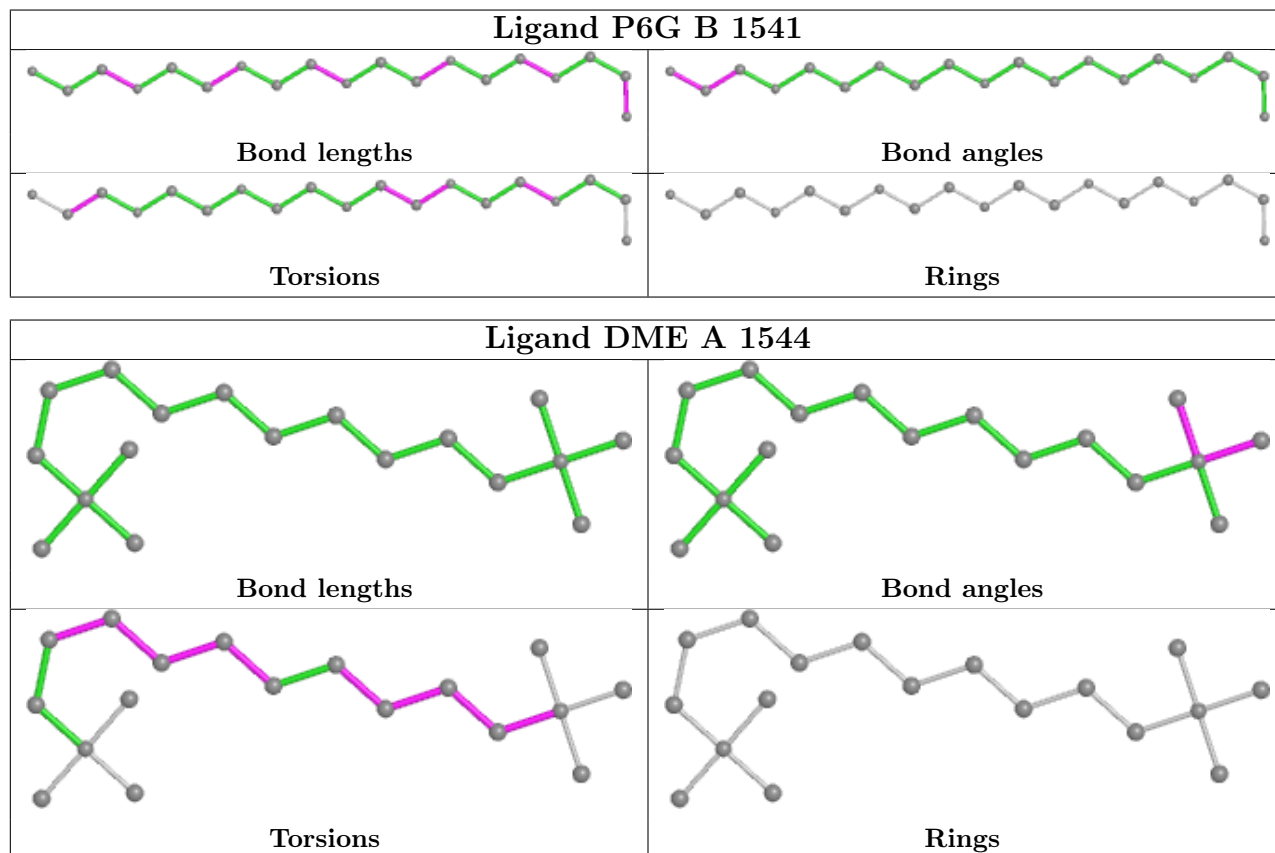 Ligand P6G B 1541
Bond lengths
Bond angles
Torsions
Rings
Ligand DME A 1544
Bond lengths
Bond angles
Torsions
Rings